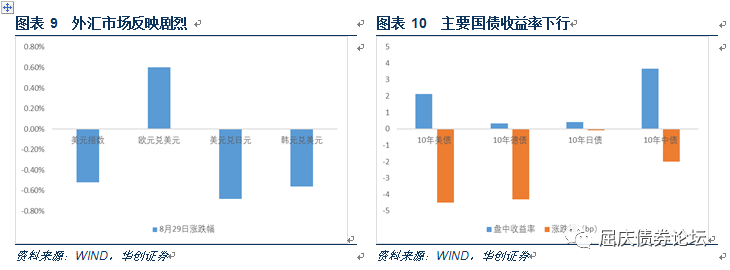 图表 9 外汇市场反映剧烈
0.80%
0.60%
0.40%
0.20%
0.00%
-0.20%
-0.40%
-0.60%
-0.80%
美元指数
欧元兑美元
美元兑日元
韩元兑美元
8月29日涨跌幅
资料来源：WIND，华创证券
图表 10 主要国债收益率下行
5
4
3
2
1
0
-1
-2
-3
-4
-5
10年美债
10年德债
10年日债
10年中债
盘中收益率
涨跌（bp）
资料来源：WIND，华创证券
屈庆债券论坛